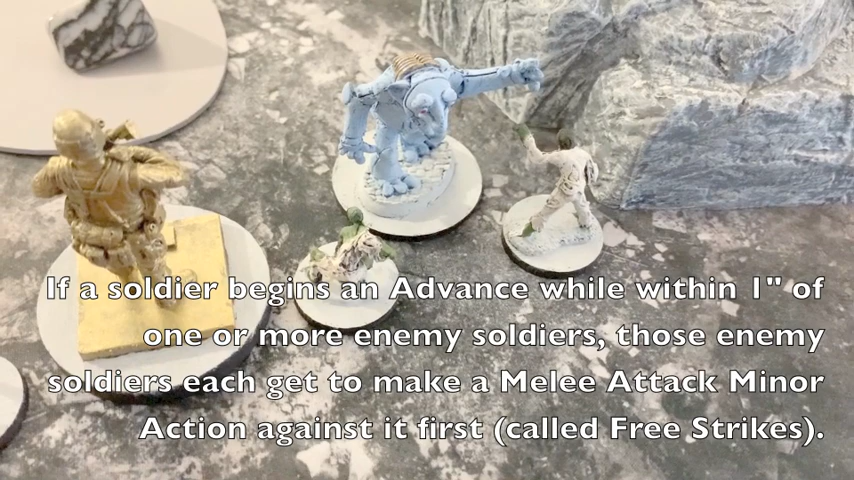 If a soldier begins an Advance while within 1" of
one or more enemy soldiers, those enemy
soldiers each get to make a Melee Attack Minor
Action against it first (called Free Strikes).